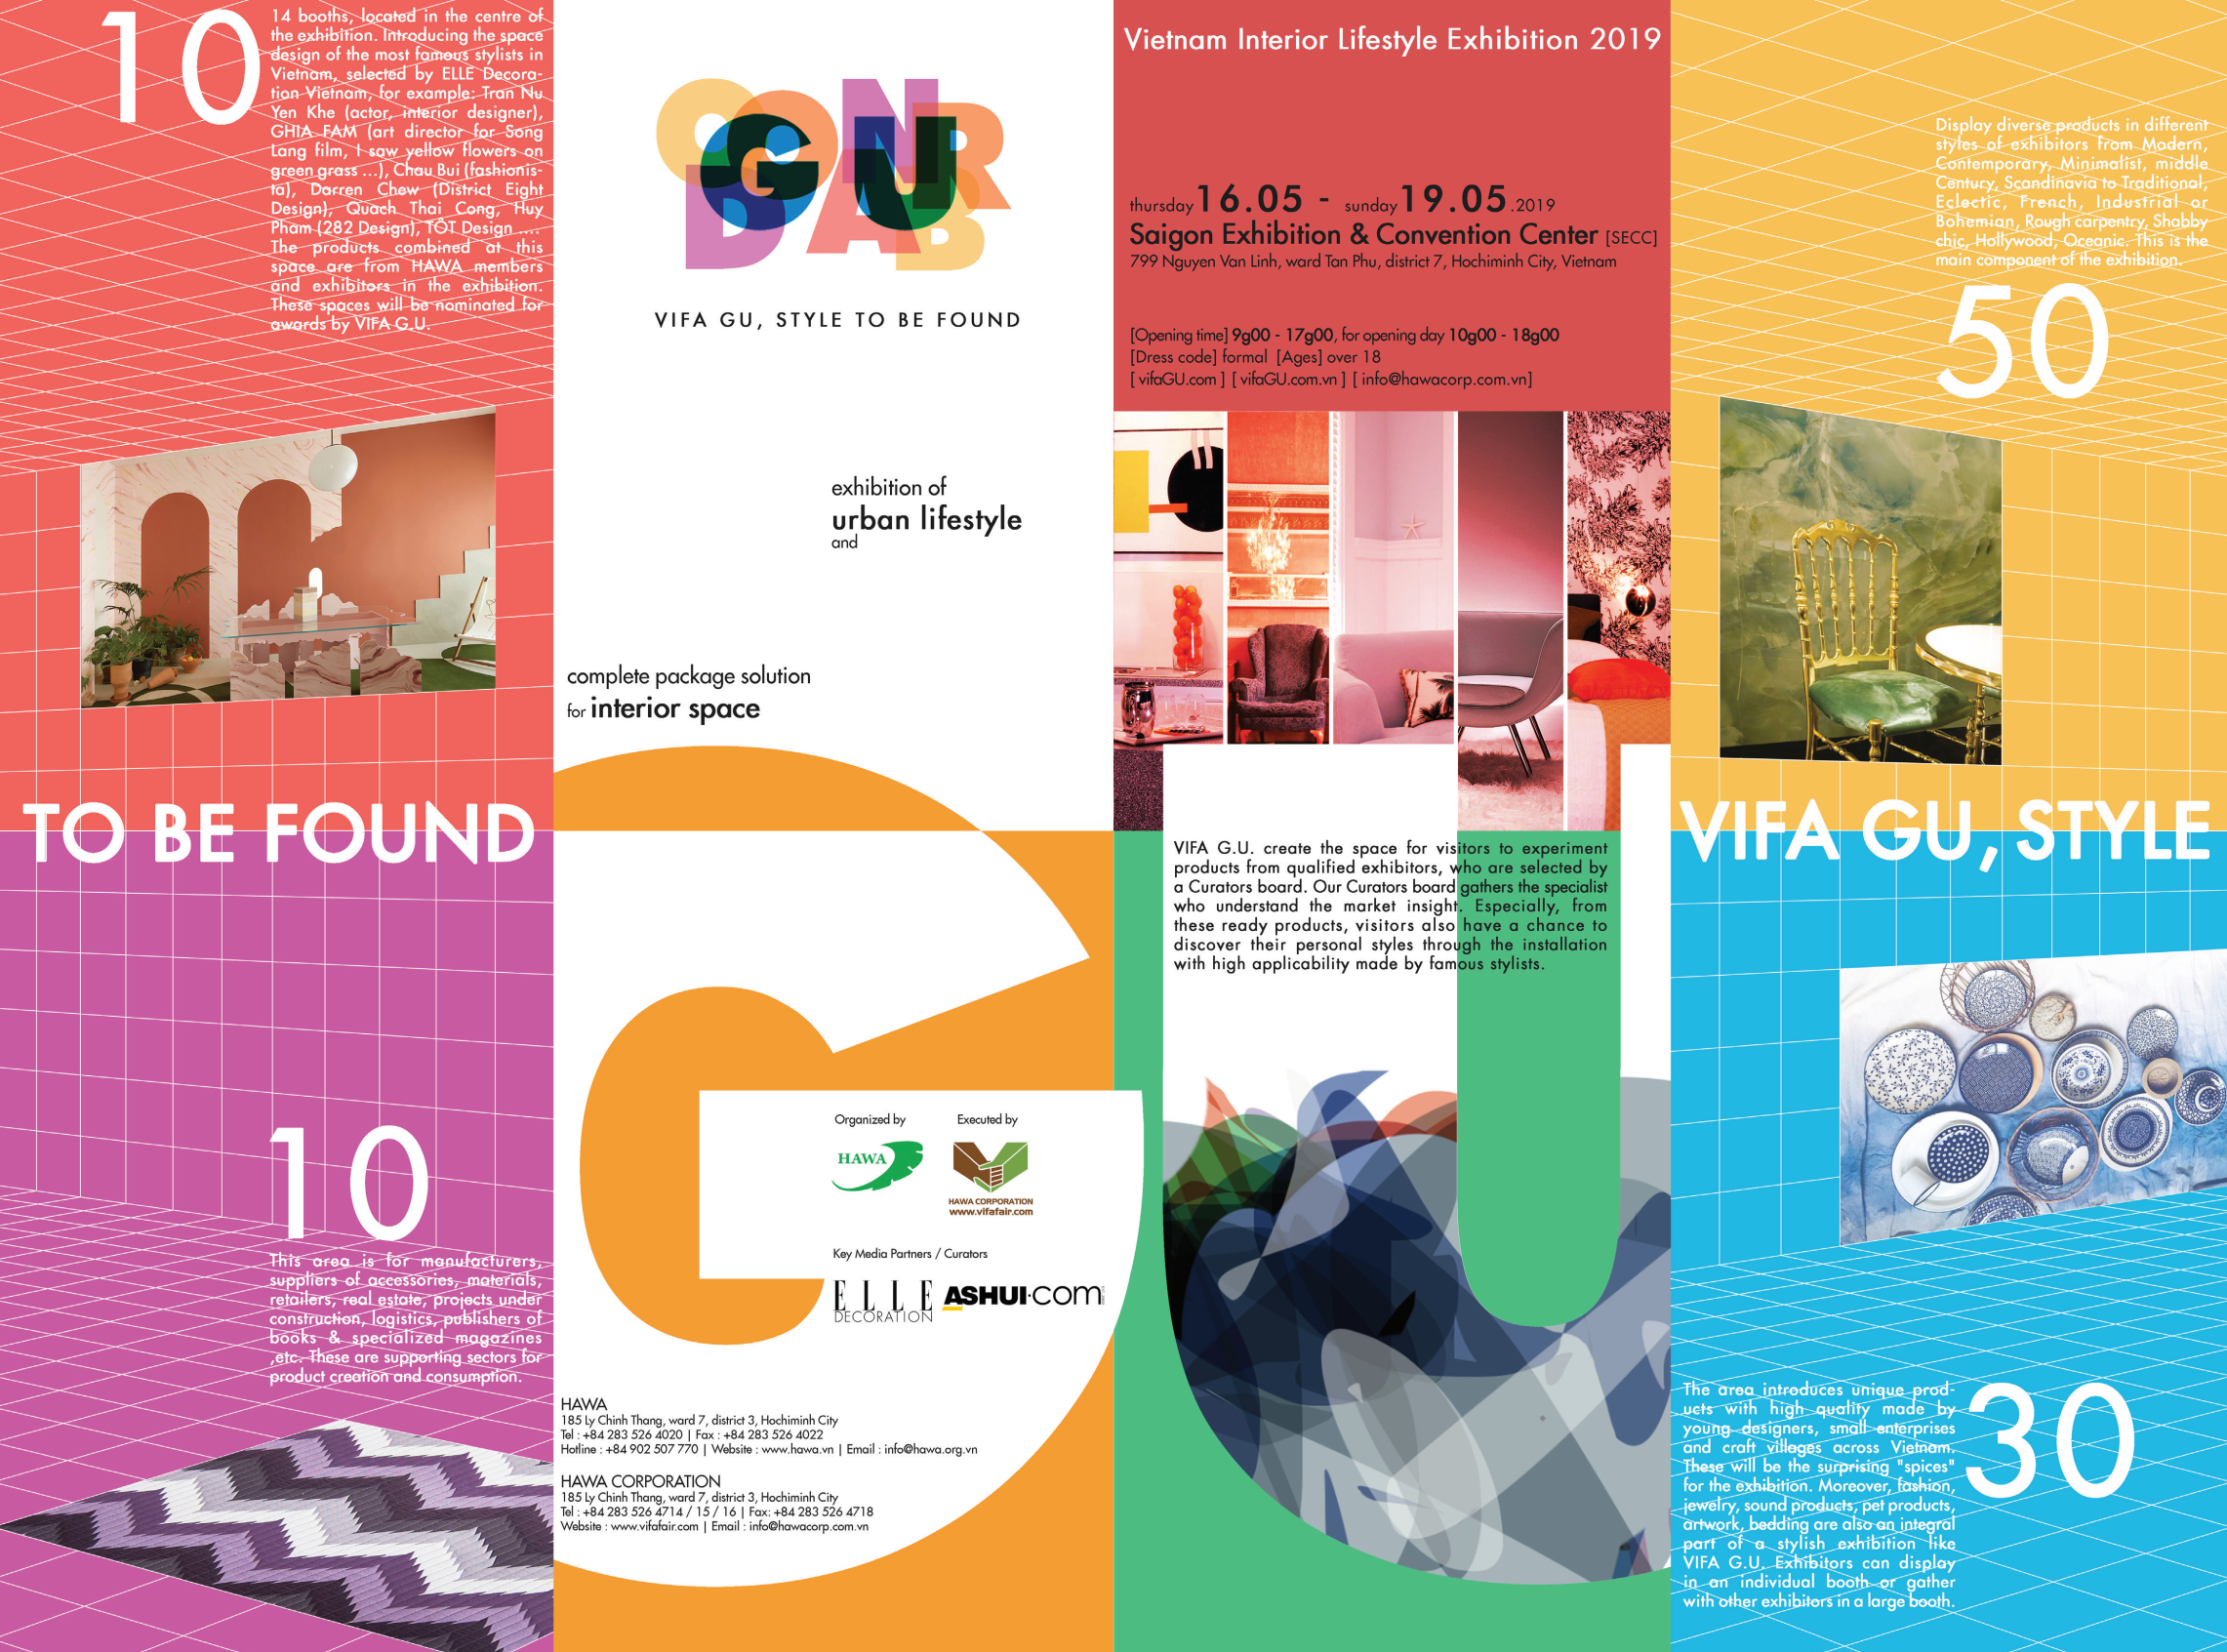 10
14 booths, located in the centre of
the exhibition. Introducing the space
design of the most famous stylists in
Vietnam, selected by ELLE Decora-
tion Vietnam, for example: Tran Nu
Yen Khe (actor, interior designer),
GHIA FAM (art director for Song
Lang film, I saw yellow flowers on
green grass ...), Chau Bui (fashionis-
ta), Darren Chew (District Eight
Design), Quach Thai Cong, Huy
Pham (282 Design), TÔT Design ....
The products combined at this
space are from HAWA members
and exhibitors in the exhibition.
These spaces will be nominated for
awards by VIFA G.U.
TO BE FOUND
10
This area is for manufacturers,
suppliers of accessories, materials,
retailers, real estate, projects under
construction, logistics, publishers of
books & specialized magazines
,etc. These are supporting sectors for
product creation and consumption.
GU
VIFA GU, STYLE TO BE FOUND
exhibition of
urban lifestyle
and
complete package solution
for interior space
G
Organized by
HAWA
Executed by
HAWA CORPORATION
www.vifafair.com
Key Media Partners / Curators
ELLE
DECORATION
ASHUI.COM
HAWA
185 Ly Chinh Thang, ward 7, district 3, Hochiminh City
Tel : +84 283 526 4020 | Fax : +84 283 526 4022
Hotline : +84 902 507 770 | Website : www.hawa.vn | Email : info@hawa.org.vn
HAWA CORPORATION
185 Ly Chinh Thang, ward 7, district 3, Hochiminh City
Tel : +84 283 526 4714 / 15 / 16 | Fax: +84 283 526 4718
Website : www.vifafair.com | Email : info@hawacorp.com.vn
Vietnam Interior Lifestyle Exhibition 2019
thursday 16.05 - sunday 19.05.2019
Saigon Exhibition & Convention Center [SECC]
799 Nguyen Van Linh, ward Tan Phu, district 7, Hochiminh City, Vietnam
[Opening time] 9g00 - 17g00, for opening day 10g00 - 18g00
[Dress code] formal [Ages] over 18
[ vifaGU.com ] [ vifaGU.com.vn ] [ info@hawacorp.com.vn]
U
VIFA G.U. create the space for visitors to experiment
products from qualified exhibitors, who are selected by
a Curators board. Our Curators board gathers the specialist
who understand the market insight. Especially, from
these ready products, visitors also have a chance to
discover their personal styles through the installation
with high applicability made by famous stylists.
Display diverse products in different
styles of exhibitors from Modern,
Contemporary, Minimalist, middle
Century, Scandinavia to Traditional,
Eclectic, French, Industrial or
Bohemian, Rough carpentry, Shabby
chic, Hollywood, Oceanic. This is the
main component of the exhibition.
50
VIFA GU, STYLE
The area introduces unique prod-
ucts with high quality made by
young designers, small enterprises
and craft villages across Vietnam.
These will be the surprising "spices"
for the exhibition. Moreover, fashion,
jewelry, sound products, pet products,
artwork, bedding are also an integral
part of a stylish exhibition like
VIFA G.U. Exhibitors can display
in an individual booth or gather
with other exhibitors in a large booth.
30